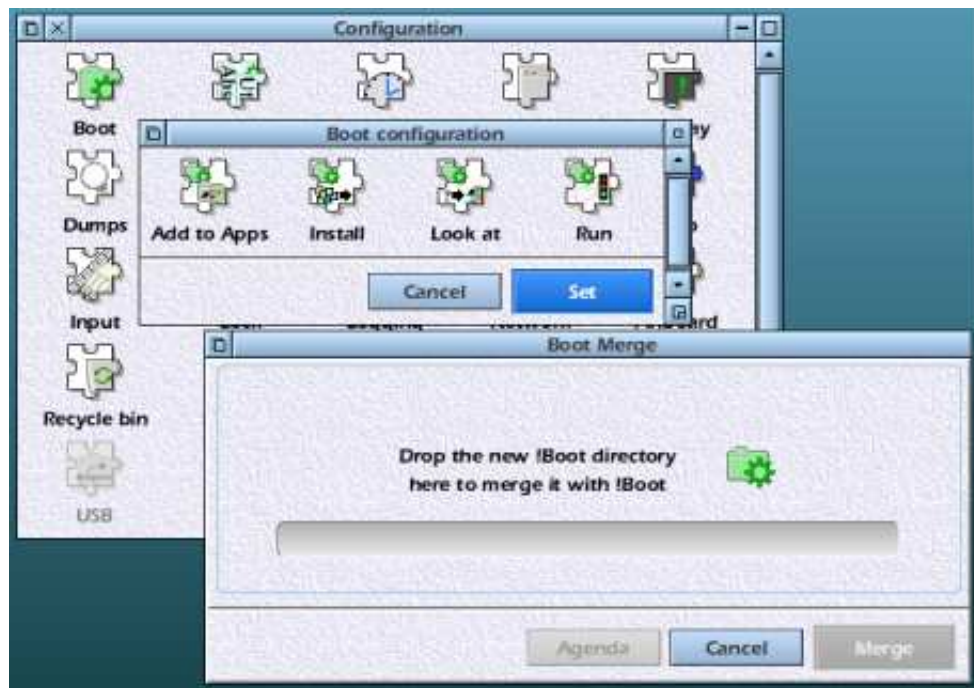 Configuration
Boot
Boot configuration
Dumps
Add to Apps Install Look at Run
Cancel Set
Input
Boot Merge
Recycle bin
Drop the new !Boot directory
here to merge it with !Boot
USB
Agenda Cancel Merge